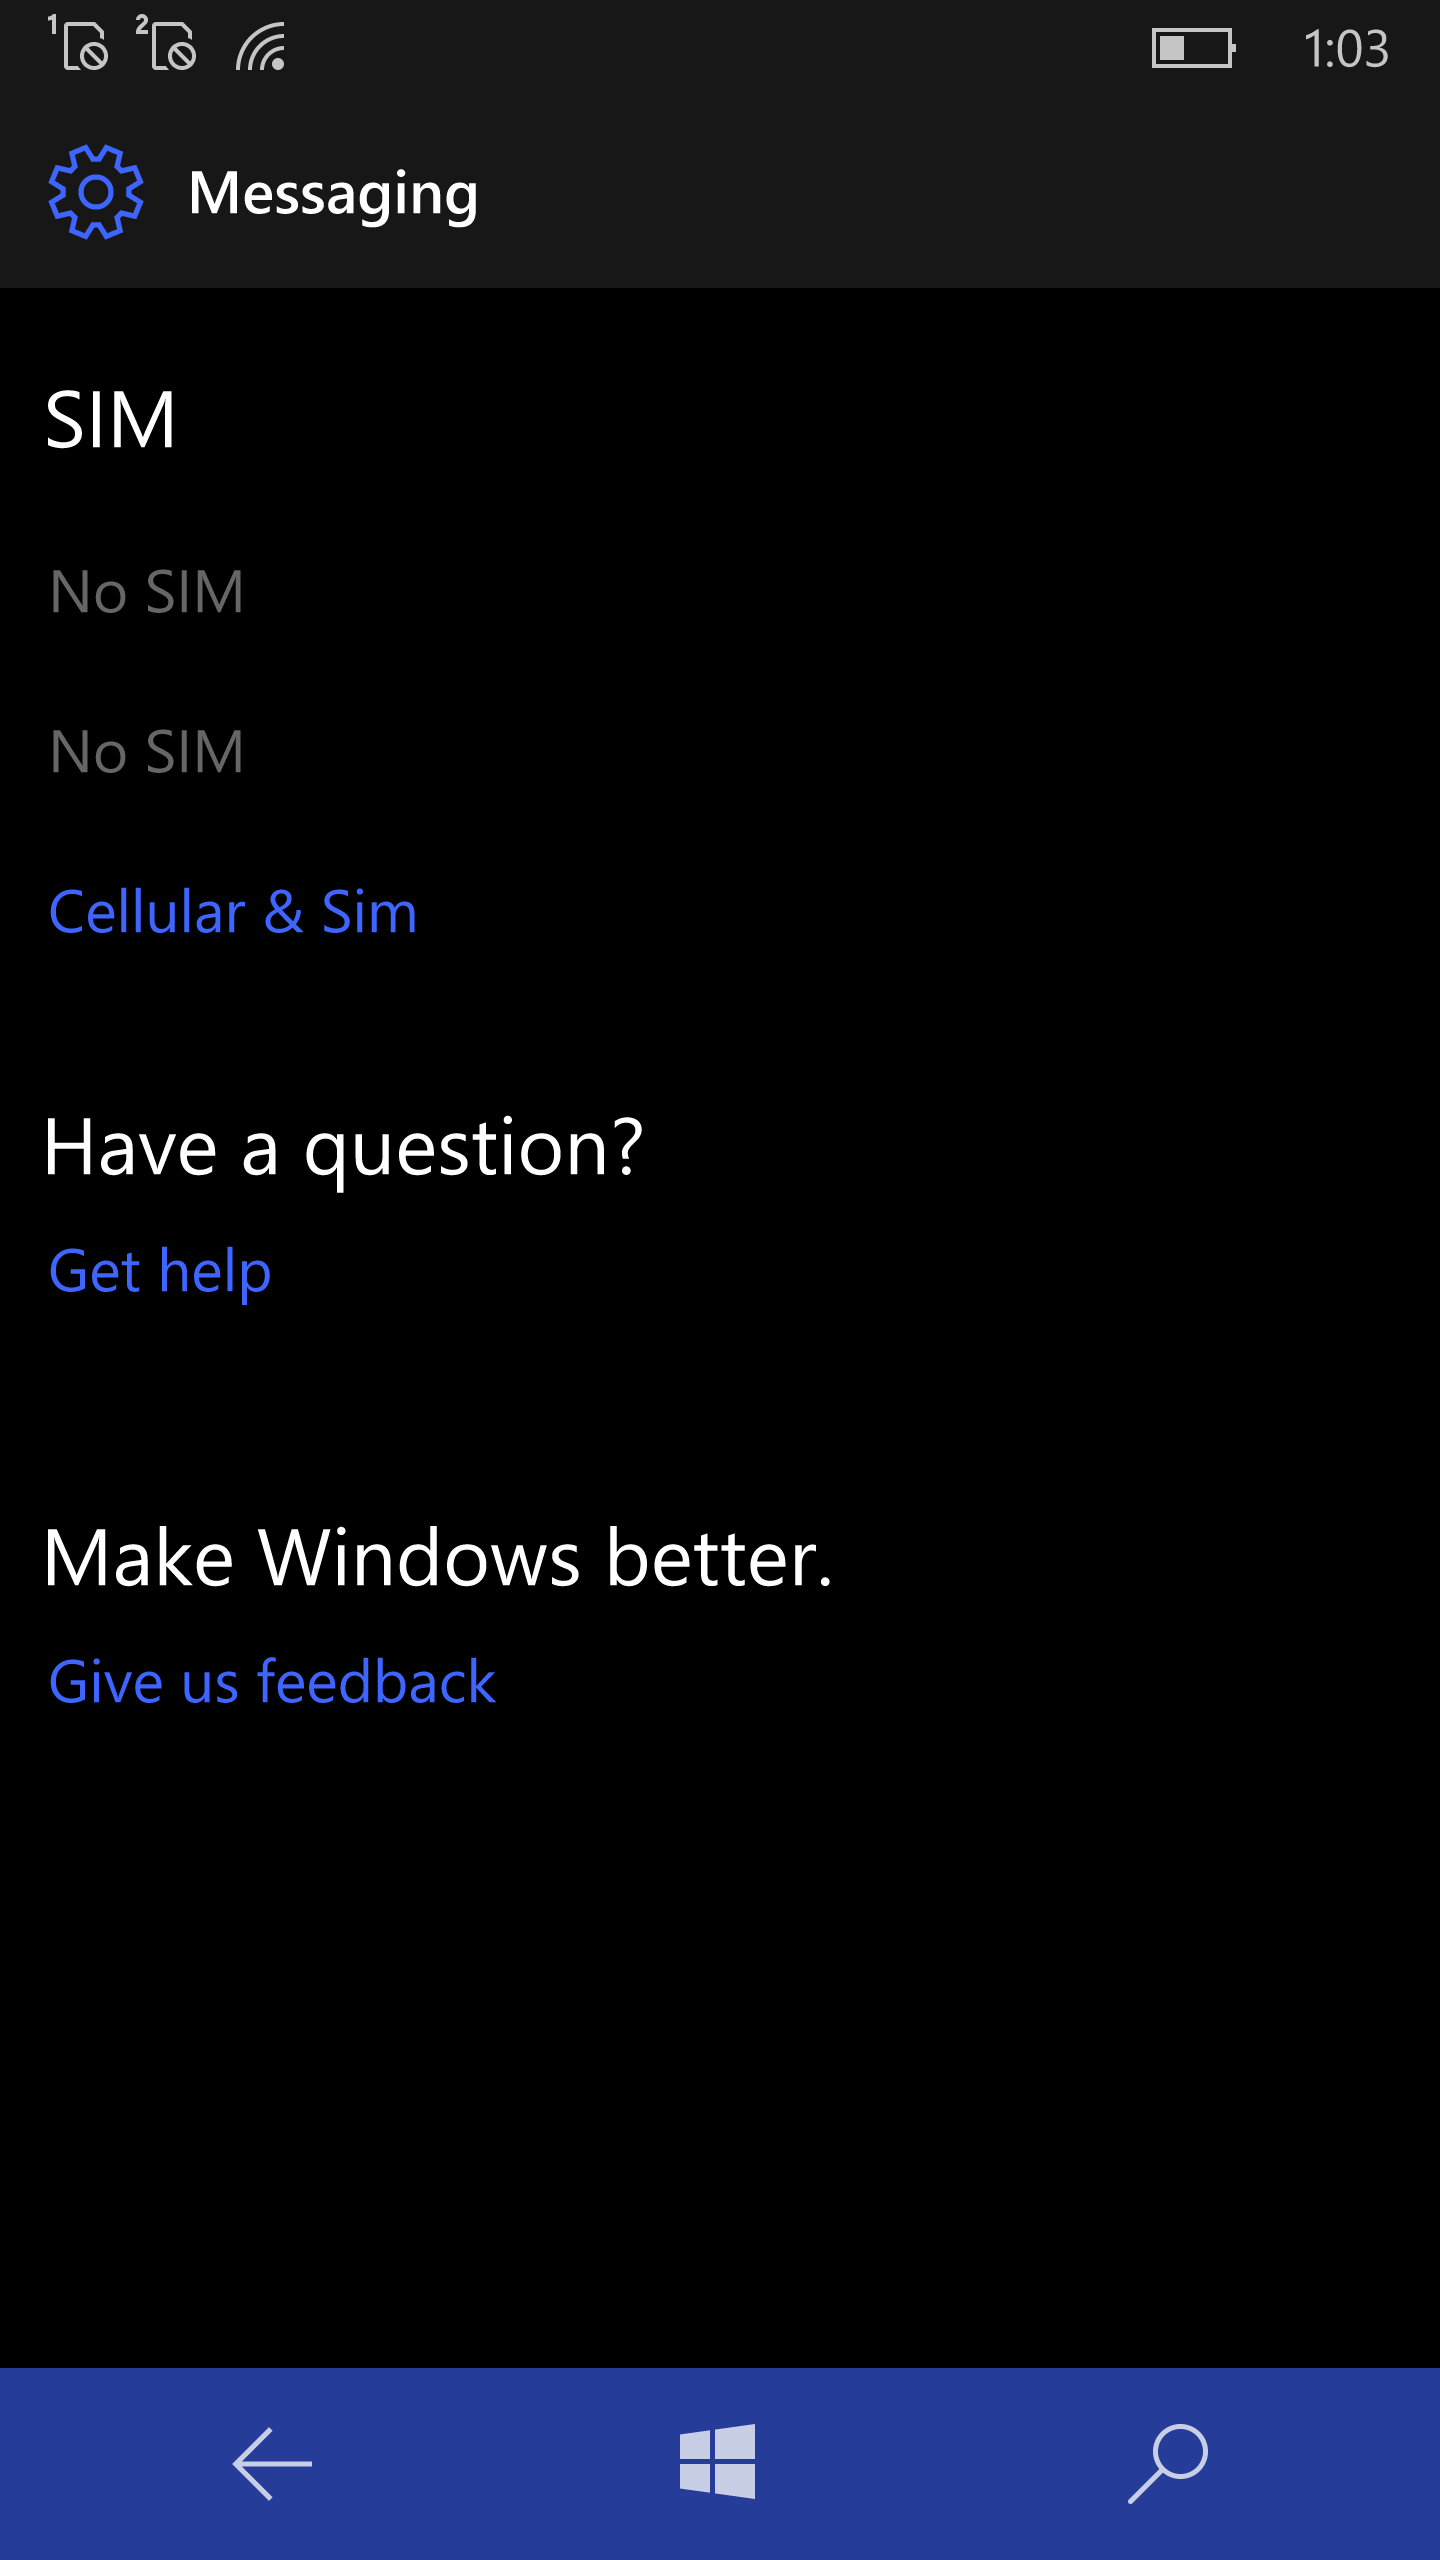 1 2 1:03
Messaging
SIM
No SIM
No SIM
Cellular & Sim
Have a question?
Get help
Make Windows better.
Give us feedback